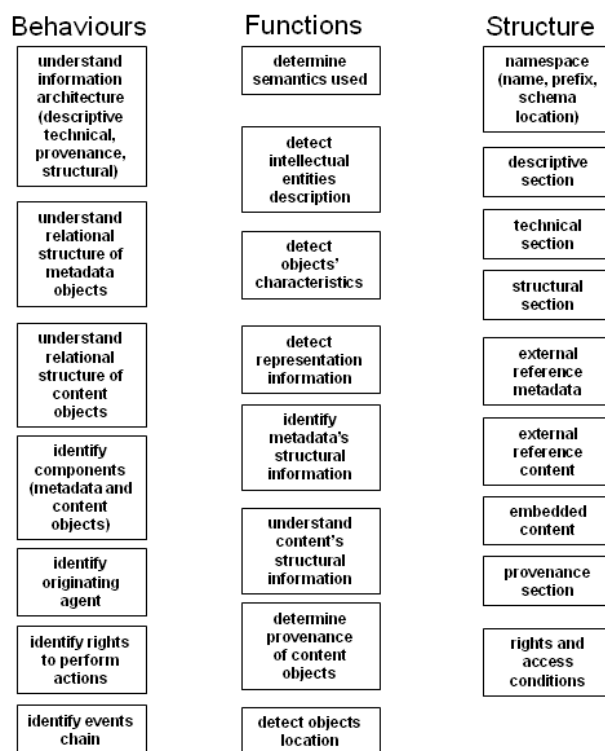 Behaviours
understand
information
architecture
(descriptive
technical,
provenance,
structural)
understand
relational
structure of
metadata
objects
understand
relational
structure of
content
objects
identify
components
(metadata and
content
objects)
identify
originating
agent
identify rights
to perform
actions
identify events
chain
Functions
determine
semantics used
detect
intellectual
entities
description
detect
objects'
characteristics
detect
representation
information
identify
metadata's
structural
information
understand
content's
structural
information
determine
provenance
of content
objects
detect objects
location
Structure
namespace
(name, prefix,
schema
location)
descriptive
section
technical
section
structural
section
external
reference
metadata
external
reference
content
embedded
content
provenance
section
rights and
access
conditions